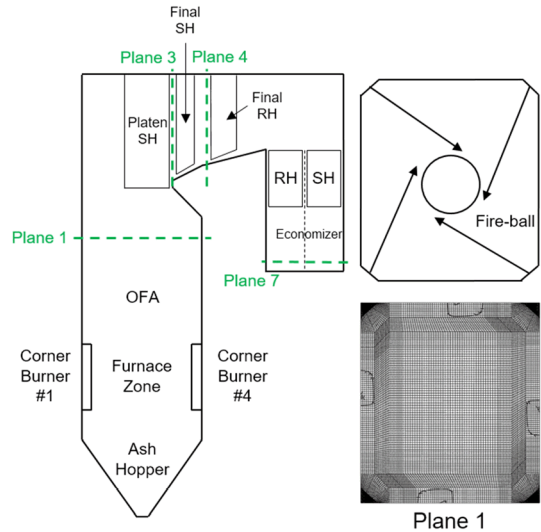 Final
SH
Plane 3
Plane 4
Platen
SH
Final
RH
RH
SH
Economizer
Plane 1
Plane 7
OFA
Corner
Burner
#1
Furnace
Zone
Corner
Burner
#4
Ash
Hopper
Fire-ball
Plane 1